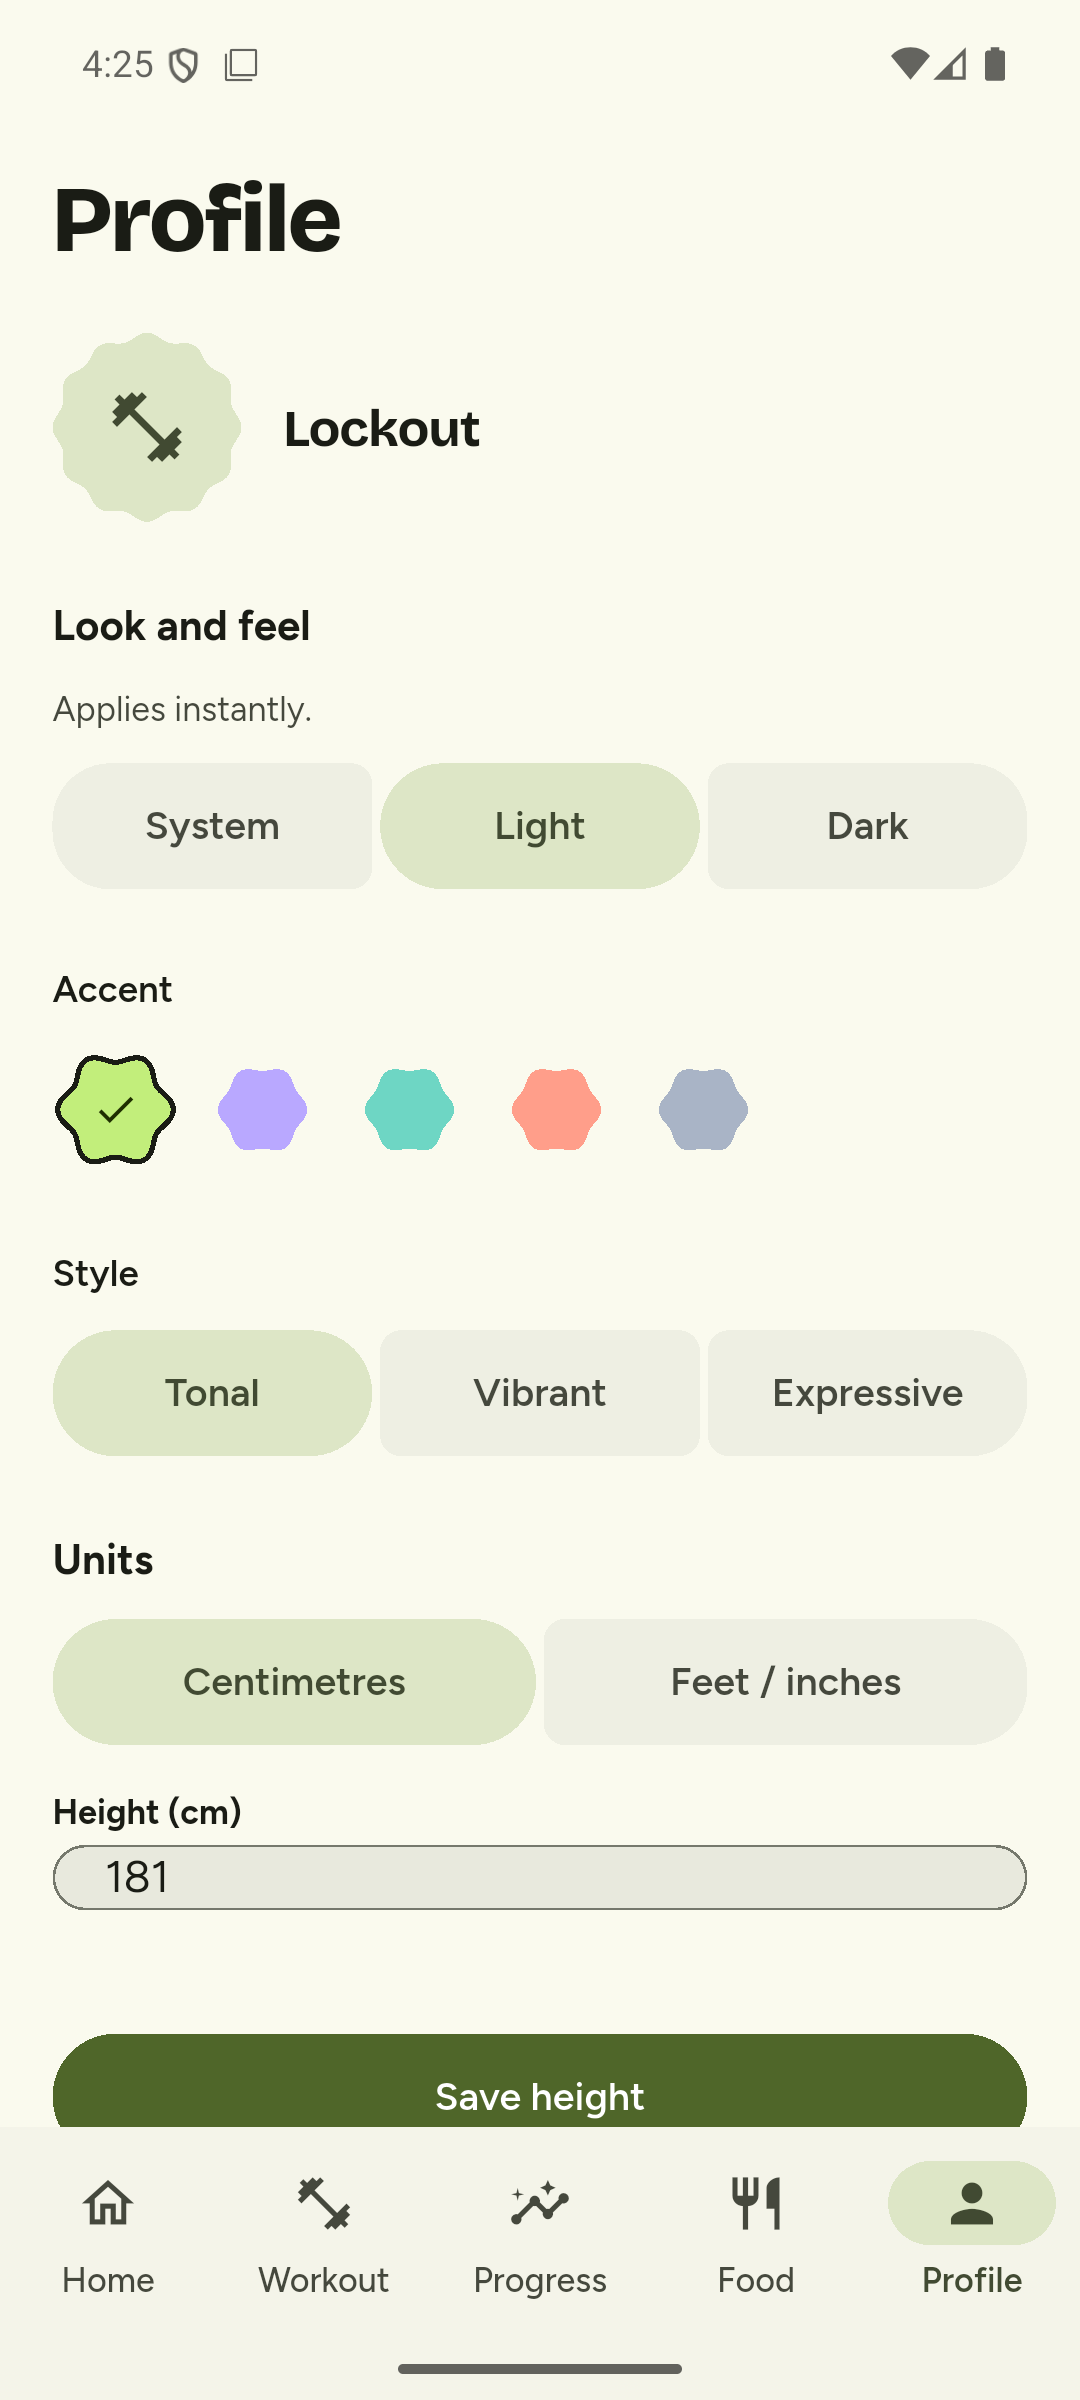 4:25
Profile
Lockout
Look and feel
Applies instantly.
System Light Dark
Accent
Style
Tonal Vibrant Expressive
Units
Centimetres Feet / inches
Height (cm)
181
Save height
Home Workout Progress Food Profile